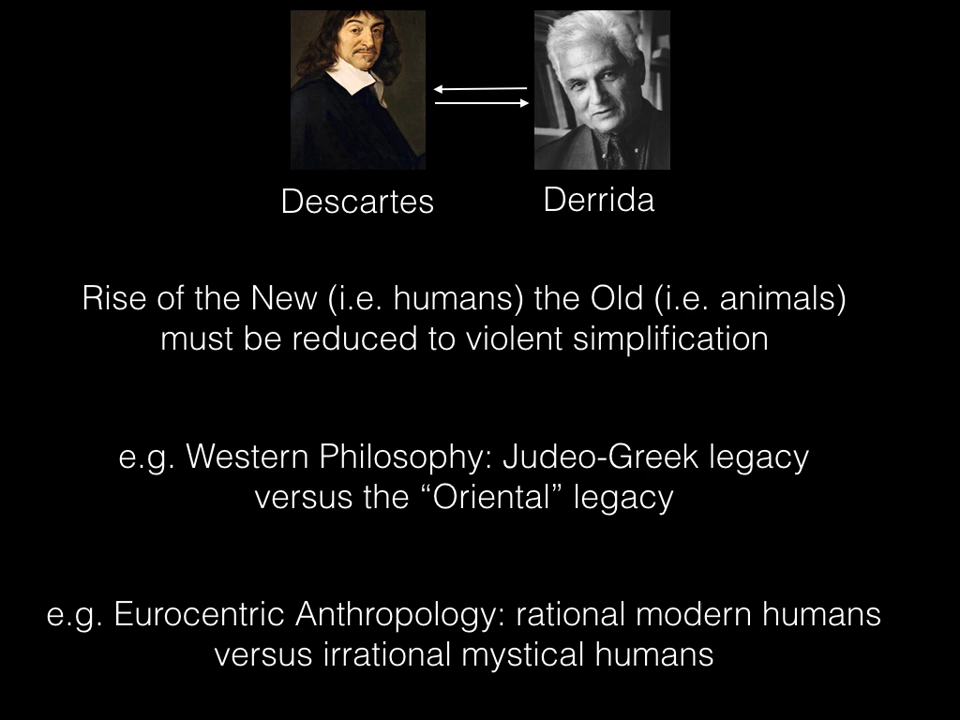 Descartes
Derrida
Rise of the New (i.e. humans) the Old (i.e. animals)
must be reduced to violent simplification
e.g. Western Philosophy: Judeo-Greek legacy
versus the “Oriental” legacy
e.g. Eurocentric Anthropology: rational modern humans
versus irrational mystical humans